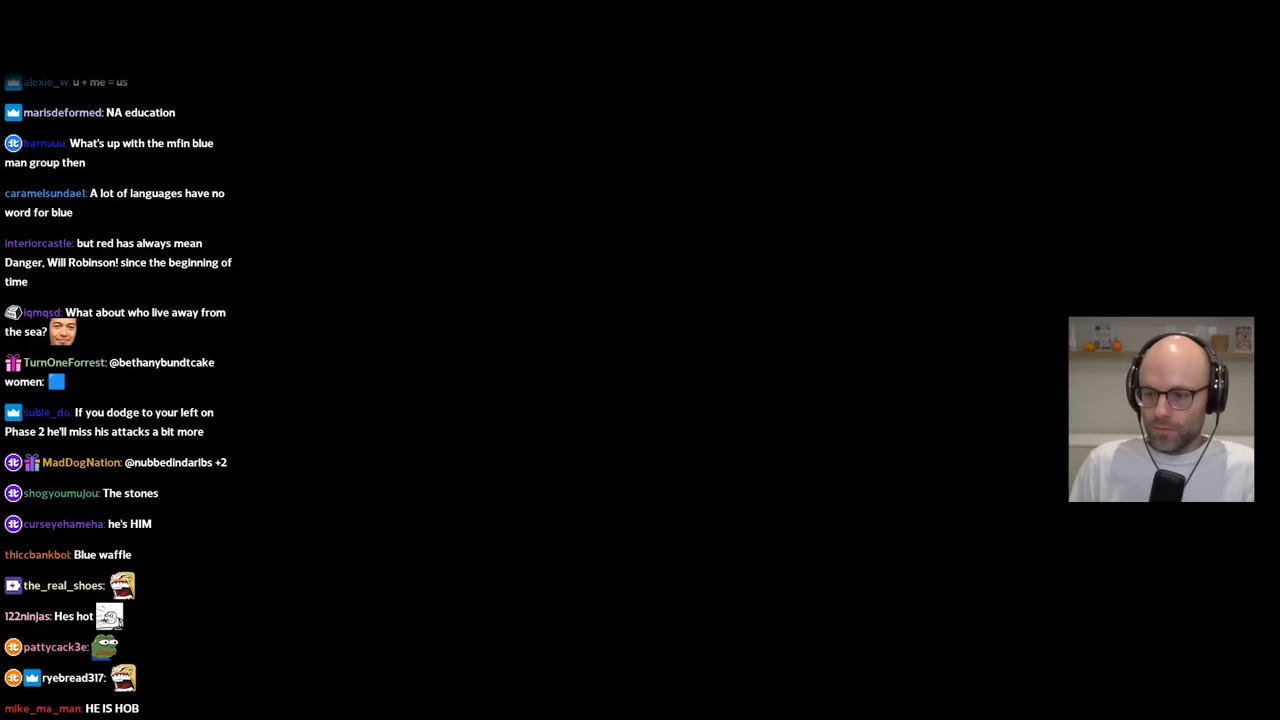 alexie_w: u + me = us
marisdeformed: NA education
barnuuu: What's up with the mfin blue
man group then
caramelsundae1: A lot of languages have no
word for blue
interiorcastle: but red has always mean
Danger, Will Robinson! since the beginning of
time
iqmqsd: What about who live away from
the sea?
TurnOneForrest: @bethanybundtcake
women:
suble_do: If you dodge to your left on
Phase 2 he'll miss his attacks a bit more
MadDogNation: @nubbedindaribs +2
shogyoumujou: The stones
curseyehameha: he's HIM
thiccbankboi: Blue waffle
the_real_shoes:
122ninjas: Hes hot
pattycack3e:
ryebread317:
mike_ma_man: HE IS HOB